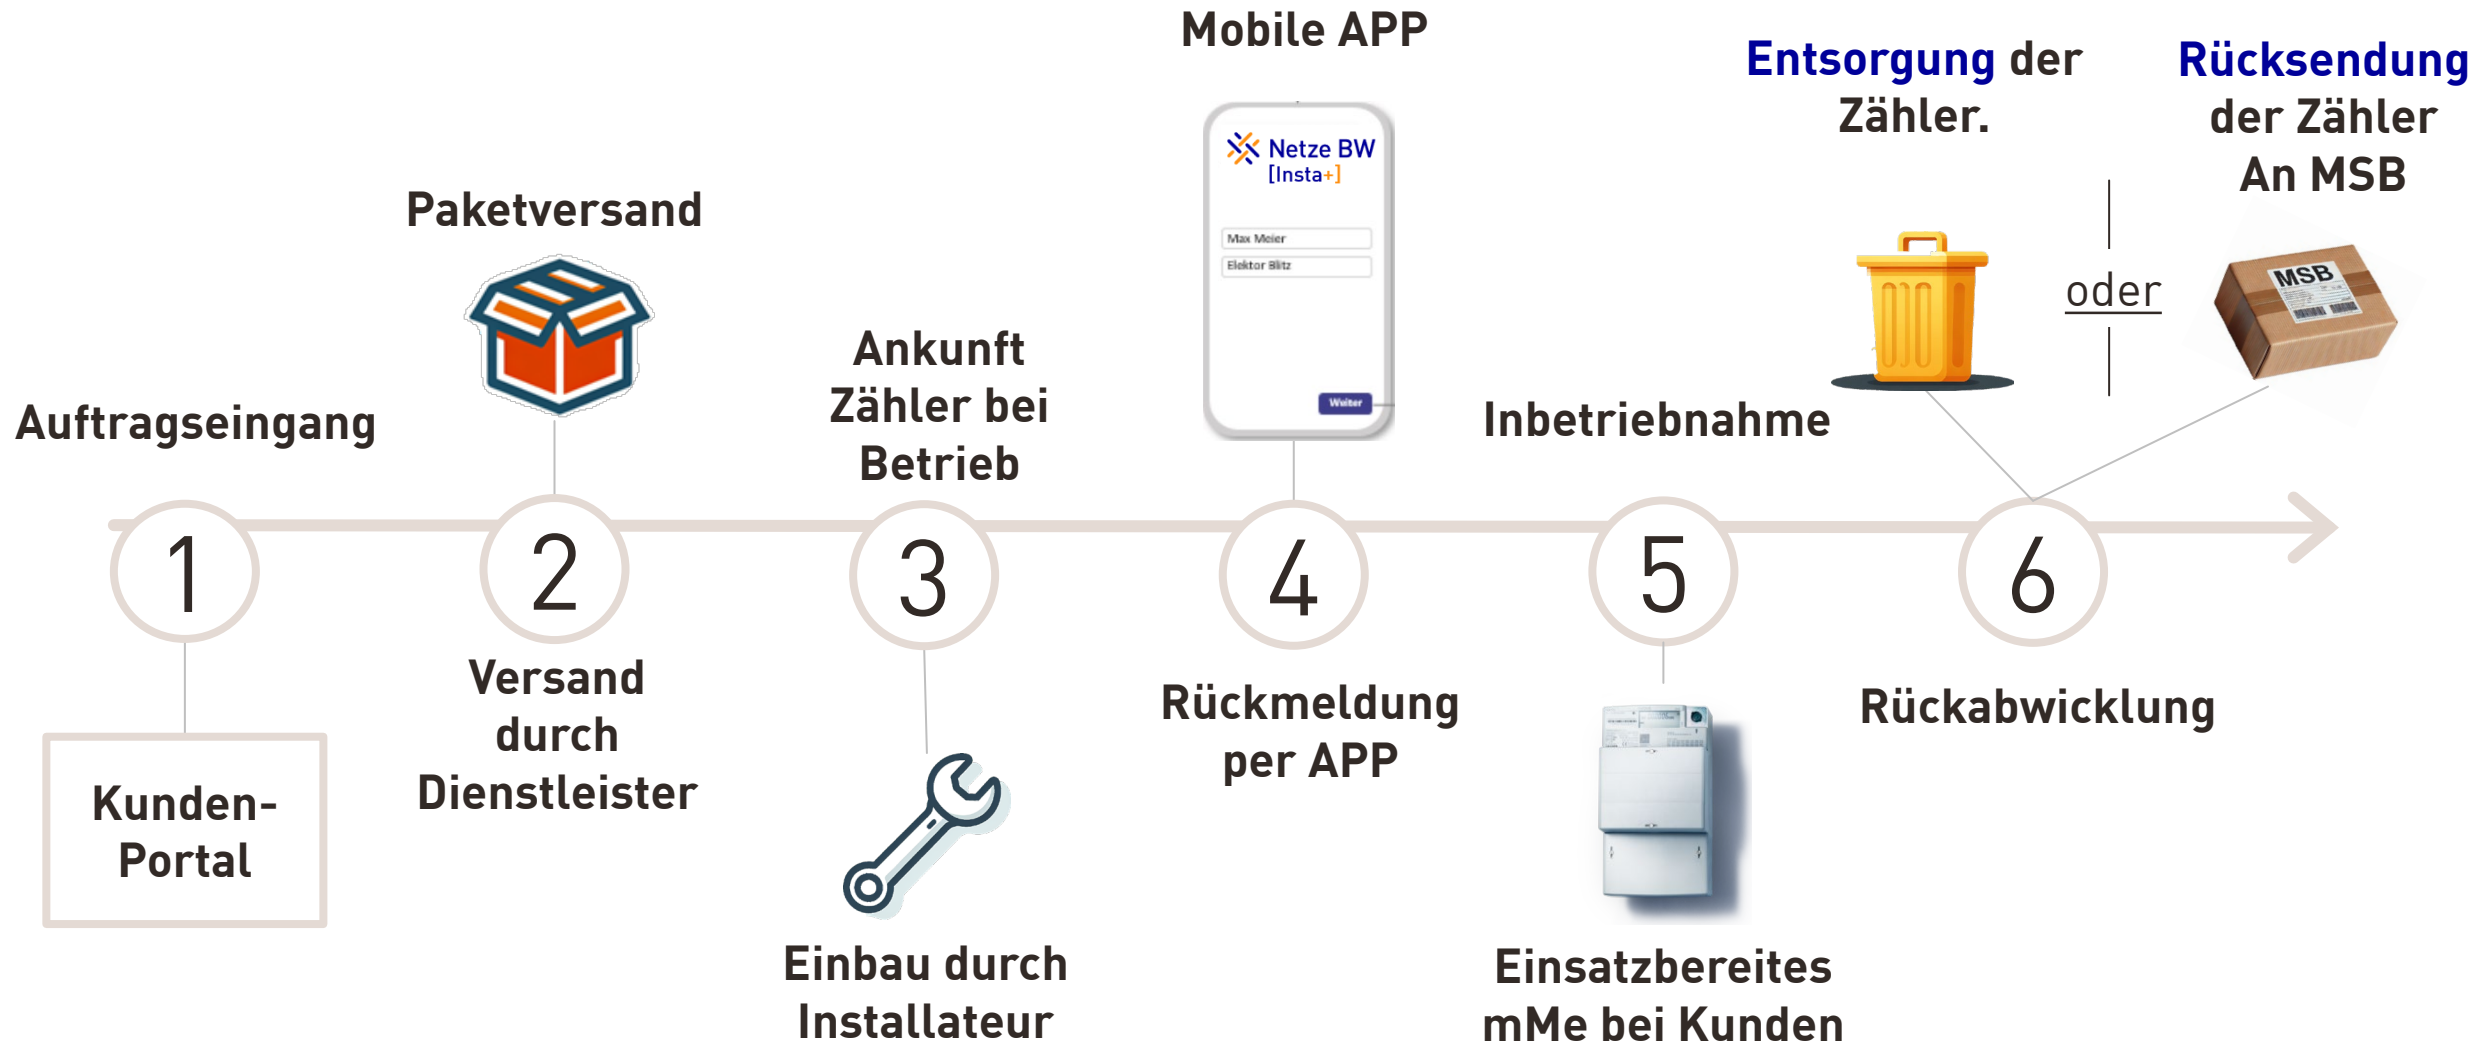 Auftragseingang
1
Kunden-
Portal
Paketversand
2
Versand
durch
Dienstleister
Ankunft
Zähler bei
Betrieb
3
Einbau durch
Installateur
Mobile APP
Netze BW
[Insta+]
Max Meier
Elektor Blitz
Weiter
4
Rückmeldung
per APP
Inbetriebnahme
5
Einsatzbereites
mMe bei Kunden
Entsorgung der
Zähler.
oder
Rücksendung
der Zähler
An MSB
MSB
6
Rückabwicklung